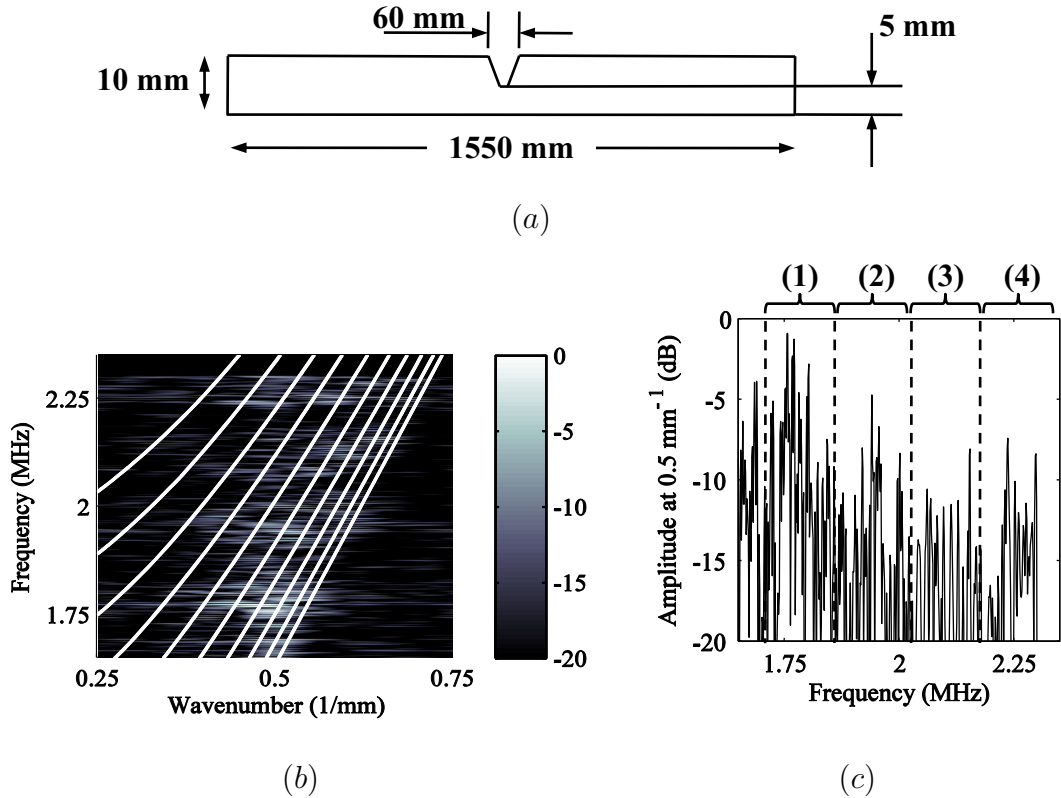 60 mm
5 mm
10 mm
1550 mm
(a)
(1) (2) (3) (4)
0
-5
-10
-15
-20
2.25
2
1.75
Frequency (MHz)
0.25 0.5 0.75
Wavenumber (1/mm)
0
-5
-10
-15
-20
Amplitude at 0.5 mm⁻¹ (dB)
1.75 2 2.25
Frequency (MHz)
(b)
(c)